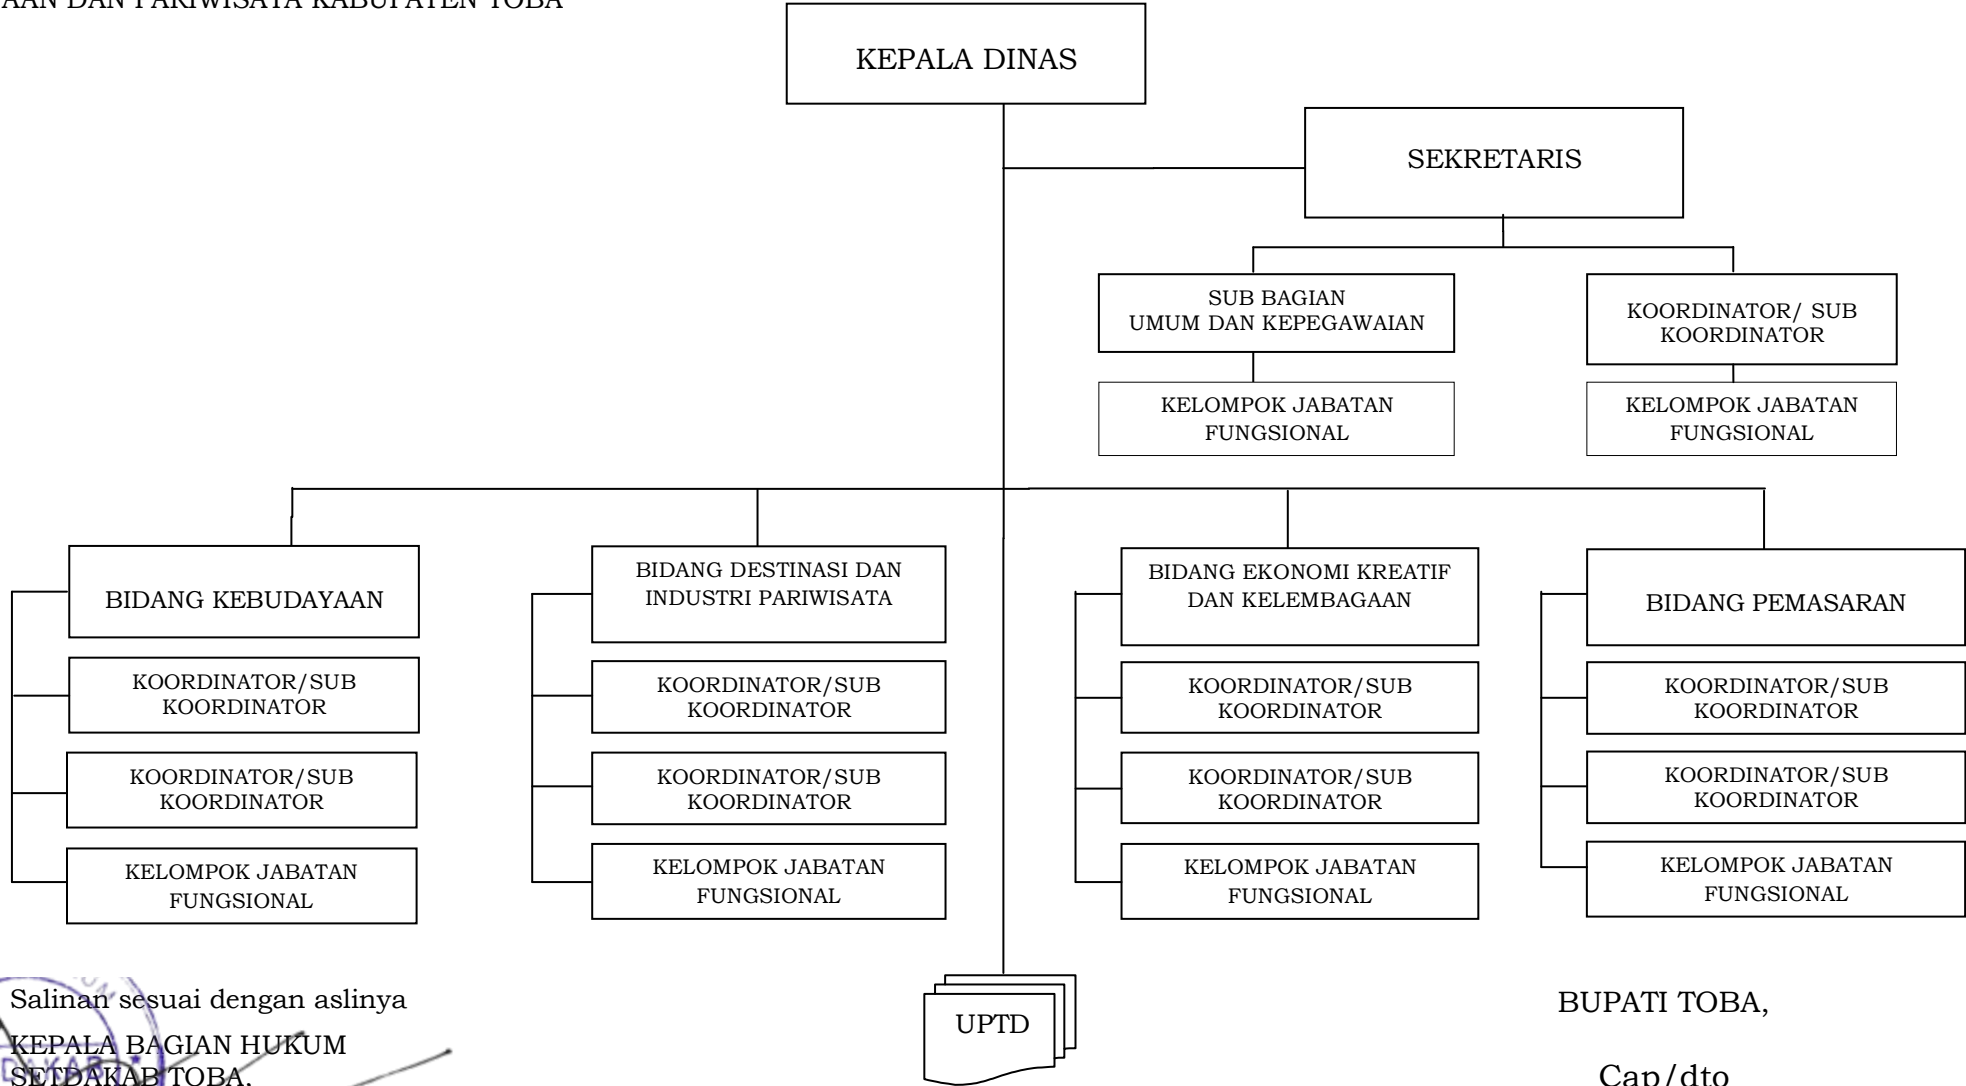 DAN PARIWISATA KABUPATEN TOBA
KEPALA DINAS
SEKRETARIS
SUB BAGIAN
UMUM DAN KEPEGAWAIAN
KOORDINATOR/ SUB
KOORDINATOR
KELOMPOK JABATAN
FUNGSIONAL
KELOMPOK JABATAN
FUNGSIONAL
BIDANG KEBUDAYAAN
KOORDINATOR/SUB
KOORDINATOR
KOORDINATOR/SUB
KOORDINATOR
KELOMPOK JABATAN
FUNGSIONAL
BIDANG DESTINASI DAN
INDUSTRI PARIWISATA
KOORDINATOR/SUB
KOORDINATOR
KOORDINATOR/SUB
KOORDINATOR
KELOMPOK JABATAN
FUNGSIONAL
BIDANG EKONOMI KREATIF
DAN KELEMBAGAAN
KOORDINATOR/SUB
KOORDINATOR
KOORDINATOR/SUB
KOORDINATOR
KELOMPOK JABATAN
FUNGSIONAL
BIDANG PEMASARAN
KOORDINATOR/SUB
KOORDINATOR
KOORDINATOR/SUB
KOORDINATOR
KELOMPOK JABATAN
FUNGSIONAL
UPTD
Salinan sesuai dengan aslinya
KEPALA BAGIAN HUKUM
SETDAKAB TOBA,
BUPATI TOBA,
Cap/dto